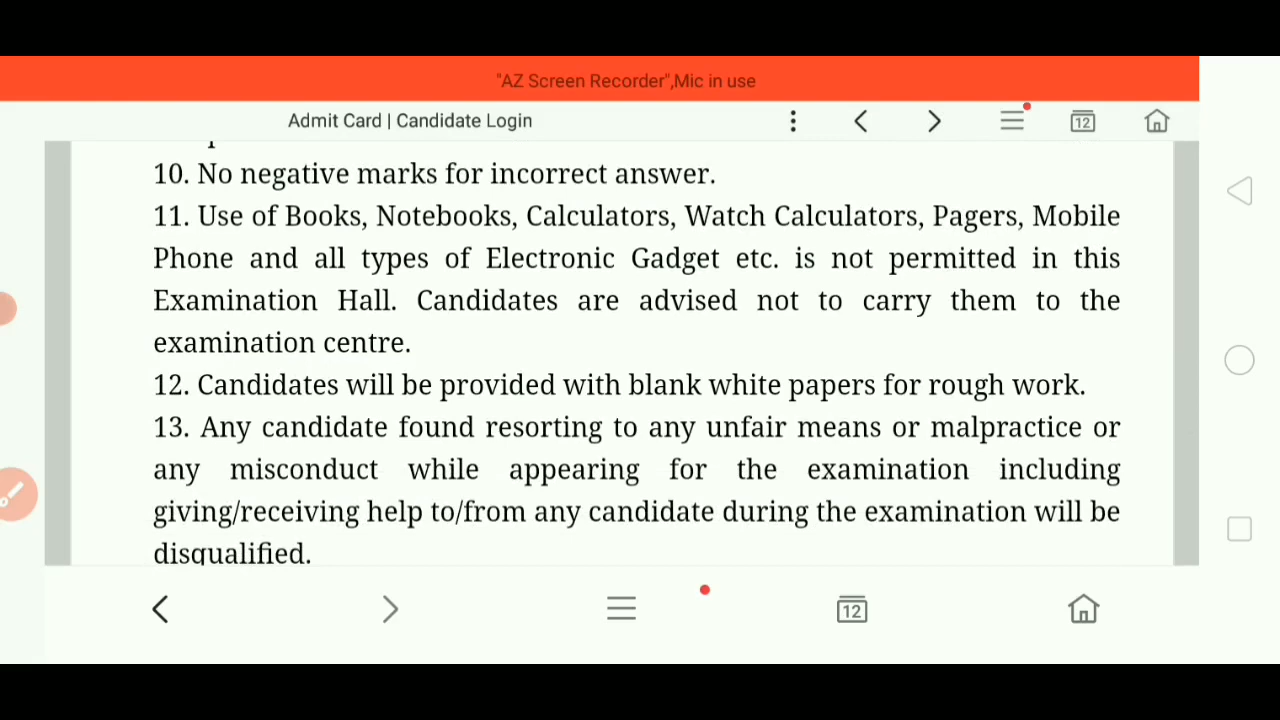 "AZ Screen Recorder",Mic in use
Admit Card | Candidate Login
12
10. No negative marks for incorrect answer.
11. Use of Books, Notebooks, Calculators, Watch Calculators, Pagers, Mobile
Phone and all types of Electronic Gadget etc. is not permitted in this
Examination Hall. Candidates are advised not to carry them to the
examination centre.
12. Candidates will be provided with blank white papers for rough work.
13. Any candidate found resorting to any unfair means or malpractice or
any misconduct while appearing for the examination including
giving/receiving help to/from any candidate during the examination will be
disqualified.
12